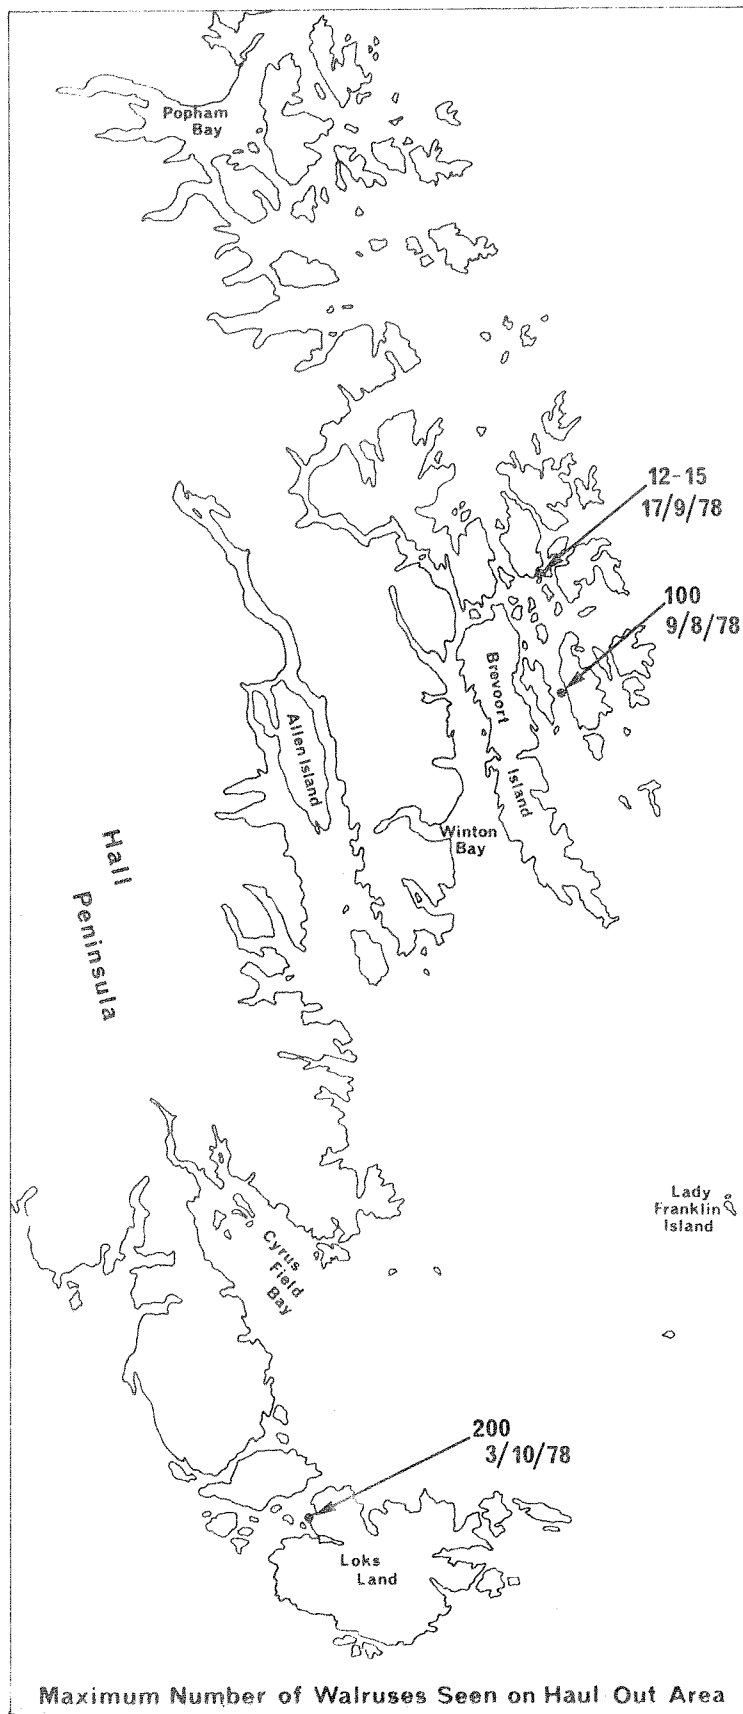 Popham
Bay
12-15
17/9/78
100
9/8/78
Brevoort
Island
Allen Island
Winton
Bay
Hall
Peninsula
Lady
Franklin
Island
Cyrus
Field
Bay
200
3/10/78
Loks
Land
Maximum Number of Walruses Seen on Haul Out Area